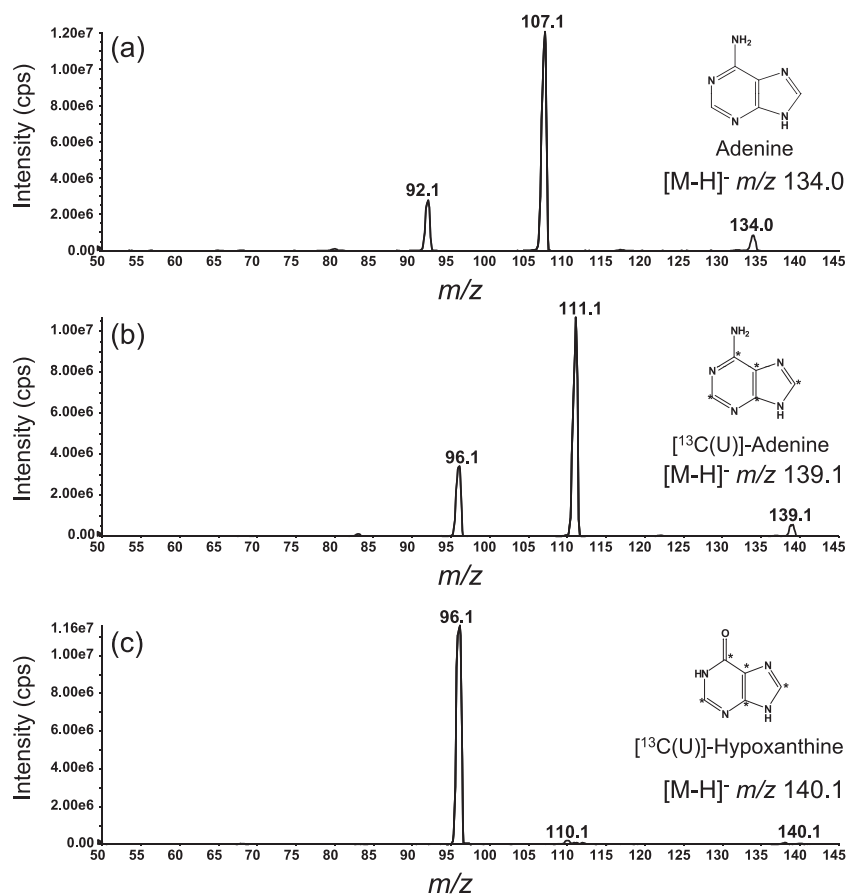 (a)
Intensity (cps)
1.20e7
1.00e7
8.00e6
6.00e6
4.00e6
2.00e6
0.00
107.1
92.1
134.0
NH₂
N
N
N
N
H
Adenine
[M-H]⁻ m/z 134.0
50 55 60 65 70 75 80 85 90 95 100 105 110 115 120 125 130 135 140 145
m/z
(b)
Intensity (cps)
1.00e7
8.00e6
6.00e6
4.00e6
2.00e6
0.00
111.1
96.1
139.1
NH₂
*
N
*
N
*
*
N
*
N
H
[¹³C(U)]-Adenine
[M-H]⁻ m/z 139.1
50 55 60 65 70 75 80 85 90 95 100 105 110 115 120 125 130 135 140 145
m/z
(c)
Intensity (cps)
1.16e7
1.00e7
8.00e6
6.00e6
4.00e6
2.00e6
0.00
96.1
110.1
140.1
O
*
HN
*
N
*
*
N
*
N
H
[¹³C(U)]-Hypoxanthine
[M-H]⁻ m/z 140.1
50 55 60 65 70 75 80 85 90 95 100 105 110 115 120 125 130 135 140 145
m/z